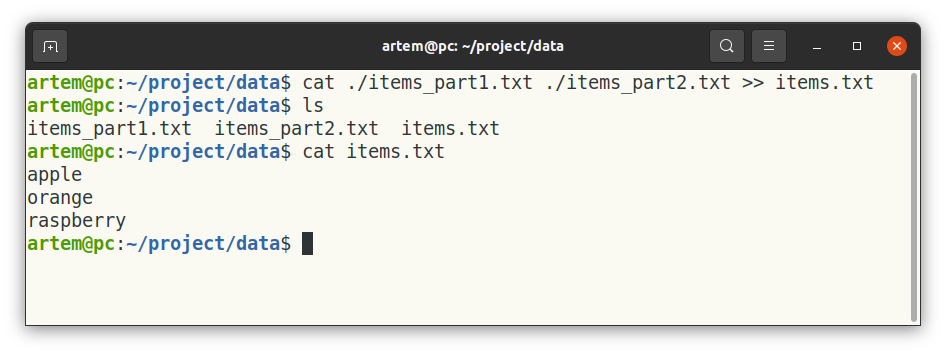 artem@pc: ~/project/data
artem@pc:~/project/data$ cat ./items_part1.txt ./items_part2.txt >> items.txt
artem@pc:~/project/data$ ls
items_part1.txt  items_part2.txt  items.txt
artem@pc:~/project/data$ cat items.txt
apple
orange
raspberry
artem@pc:~/project/data$